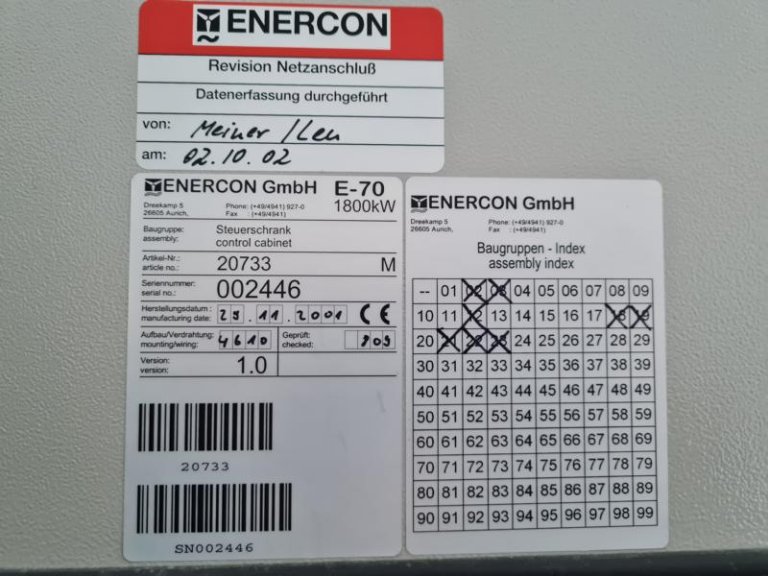 ENERCON
Revision Netzanschluß
Datenerfassung durchgeführt
von: Meiner /
am: 02.10.02
ENERCON GmbH E-70
Dreekamp 5 Phone: (+49/4941) 927-0 1800kW
26605 Aurich, Fax : (+49/4941)
Baugruppe: Steuerschrank
assembly: control cabinet
Artikel-Nr.:
article no.: 20733 M
Seriennummer:
serial no.: 002446
Herstellungsdatum :
manufacturing date: 29.11.2001 CE
Aufbau/Verdrahtung: Geprüft:
mounting/wiring: 4610 checked: 909
Version:
version: 1.0
20733
SN002446
ENERCON GmbH
Dreekamp 5 Phone: (+49/4941) 927-0
26605 Aurich, Fax : (+49/4941)
Baugruppen - Index
assembly index
-- 01 02 03 04 05 06 07 08 09
10 11 12 13 14 15 16 17 18 19
20 21 22 23 24 25 26 27 28 29
30 31 32 33 34 35 36 37 38 39
40 41 42 43 44 45 46 47 48 49
50 51 52 53 54 55 56 57 58 59
60 61 62 63 64 65 66 67 68 69
70 71 72 73 74 75 76 77 78 79
80 81 82 83 84 85 86 87 88 89
90 91 92 93 94 95 96 97 98 99